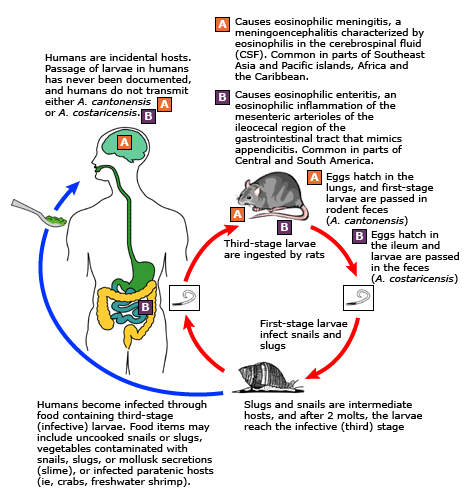 A Causes eosinophilic meningitis, a
meningoencephalitis characterized by
eosinophilis in the cerebrospinal fluid
(CSF). Common in parts of Southeast
Asia and Pacific islands, Africa and
the Caribbean.
Humans are incidental hosts.
Passage of larvae in humans
has never been documented,
and humans do not transmit
either A. cantonensis A
or A. costaricensis. B
B Causes eosinophilic enteritis, an
eosinophilic inflammation of the
mesenteric arterioles of the
ileocecal region of the
gastrointestinal tract that mimics
appendicitis. Common in parts of
Central and South America.
A
A Eggs hatch in the
lungs, and first-stage
larvae are passed in
rodent feces
(A. cantonensis)
A
B
Third-stage larvae
are ingested by rats
B Eggs hatch in
the ileum and
larvae are passed
in the feces
(A. costaricensis)
B
First-stage larvae
infect snails and
slugs
Slugs and snails are intermediate
hosts, and after 2 molts, the larvae
reach the infective (third) stage
Humans become infected through
food containing third-stage
(infective) larvae. Food items may
include uncooked snails or slugs,
vegetables contaminated with
snails, slugs, or mollusk secretions
(slime), or infected paratenic hosts
(ie, crabs, freshwater shrimp).